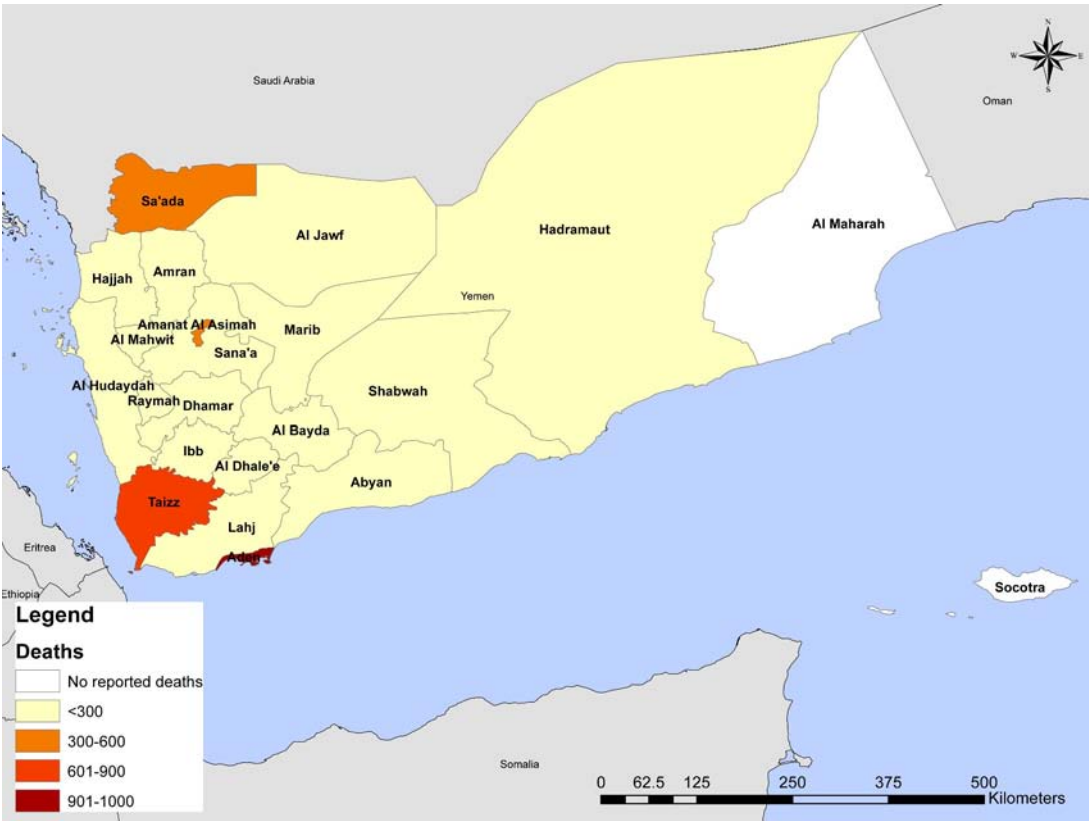 N
W E
S
Saudi Arabia
Oman
Sa'ada
Al Maharah
Hadramaut
Al Jawf
Amran
Hajjah
Yemen
Amanat Al Asimah
Marib
Al Mahwit
Sana'a
Al Hudaydah
Shabwah
Raymah
Dhamar
Al Bayda
Ibb
Al Dhale'e
Abyan
Taizz
Lahj
Eritrea
Aden
Socotra
Ethiopia
Legend
Deaths
No reported deaths
<300
300-600
601-900
901-1000
Somalia
0 62.5 125 250 375 500
Kilometers